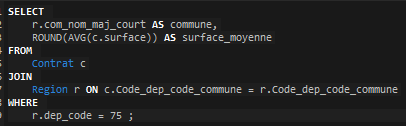 SELECT
r.com_nom_maj_court AS commune,
ROUND(AVG(c.surface)) AS surface_moyenne
FROM
Contrat c
JOIN
Region r ON c.Code_dep_code_commune = r.Code_dep_code_commune
WHERE
r.dep_code = 75 ;